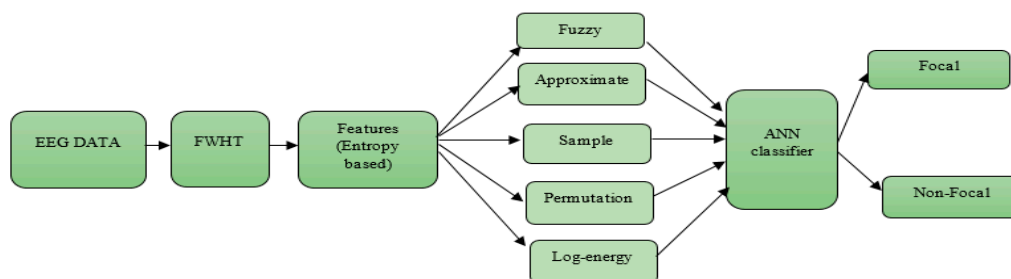 EEG DATA
FWHT
Features
(Entropy
based)
Fuzzy
Approximate
Sample
Permutation
Log-energy
ANN
classifier
Focal
Non-Focal